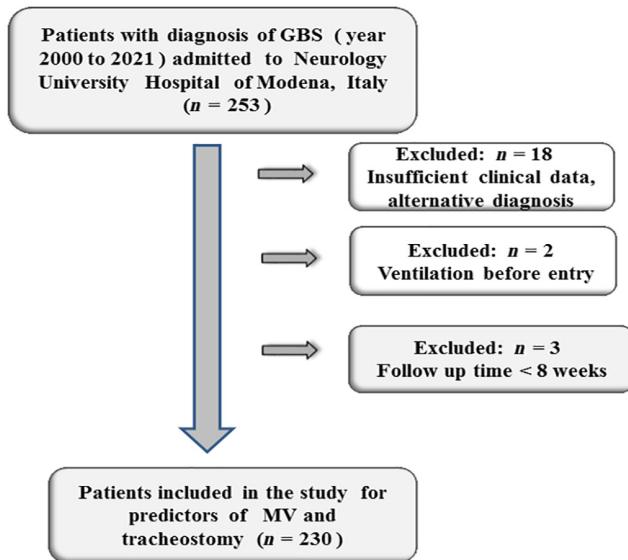 Patients with diagnosis of GBS ( year
2000 to 2021 ) admitted to Neurology
University Hospital of Modena, Italy
(n = 253 )
Excluded: n = 18
Insufficient clinical data,
alternative diagnosis
Excluded: n = 2
Ventilation before entry
Excluded: n = 3
Follow up time < 8 weeks
Patients included in the study for
predictors of MV and
tracheostomy (n = 230 )